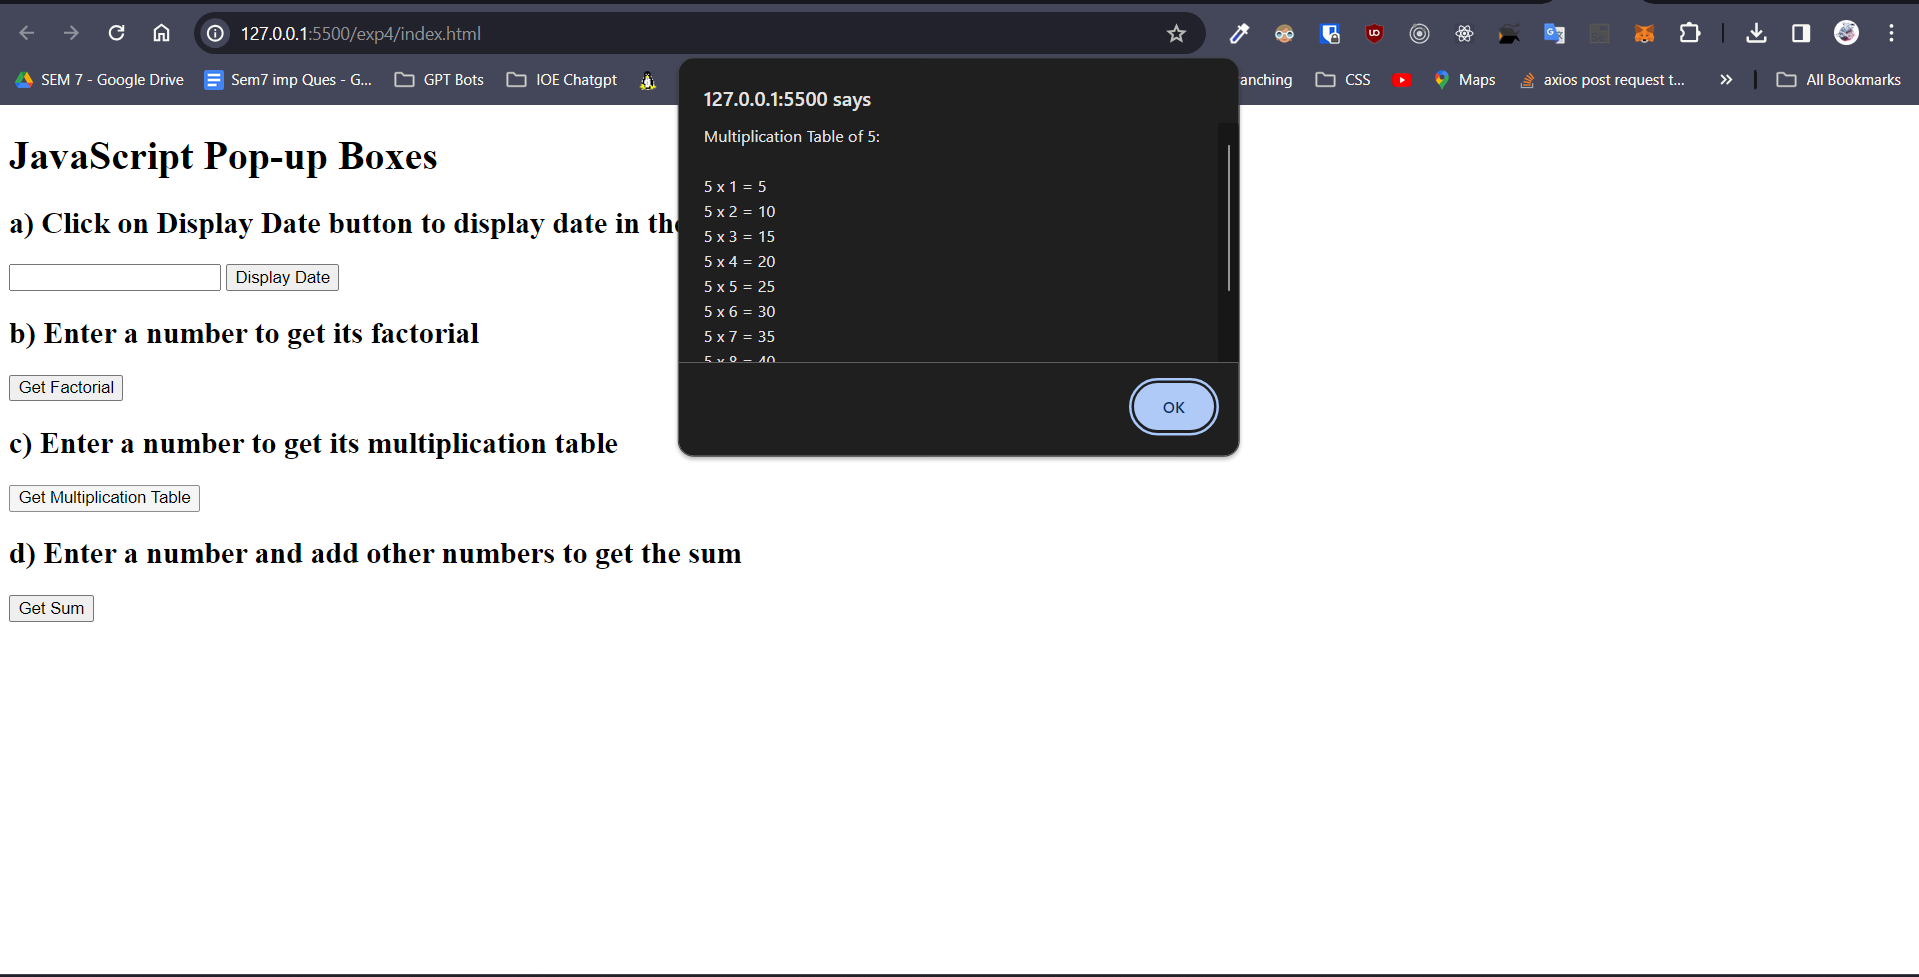 127.0.0.1:5500/exp4/index.html
SEM 7 - Google Drive
Sem7 imp Ques - G...
GPT Bots
IOE Chatgpt
anching
CSS
Maps
axios post request t...
All Bookmarks
127.0.0.1:5500 says
Multiplication Table of 5:
5 x 1 = 5
5 x 2 = 10
5 x 3 = 15
5 x 4 = 20
5 x 5 = 25
5 x 6 = 30
5 x 7 = 35
5 x 8 = 40
OK
JavaScript Pop-up Boxes
a) Click on Display Date button to display date in the
Display Date
b) Enter a number to get its factorial
Get Factorial
c) Enter a number to get its multiplication table
Get Multiplication Table
d) Enter a number and add other numbers to get the sum
Get Sum